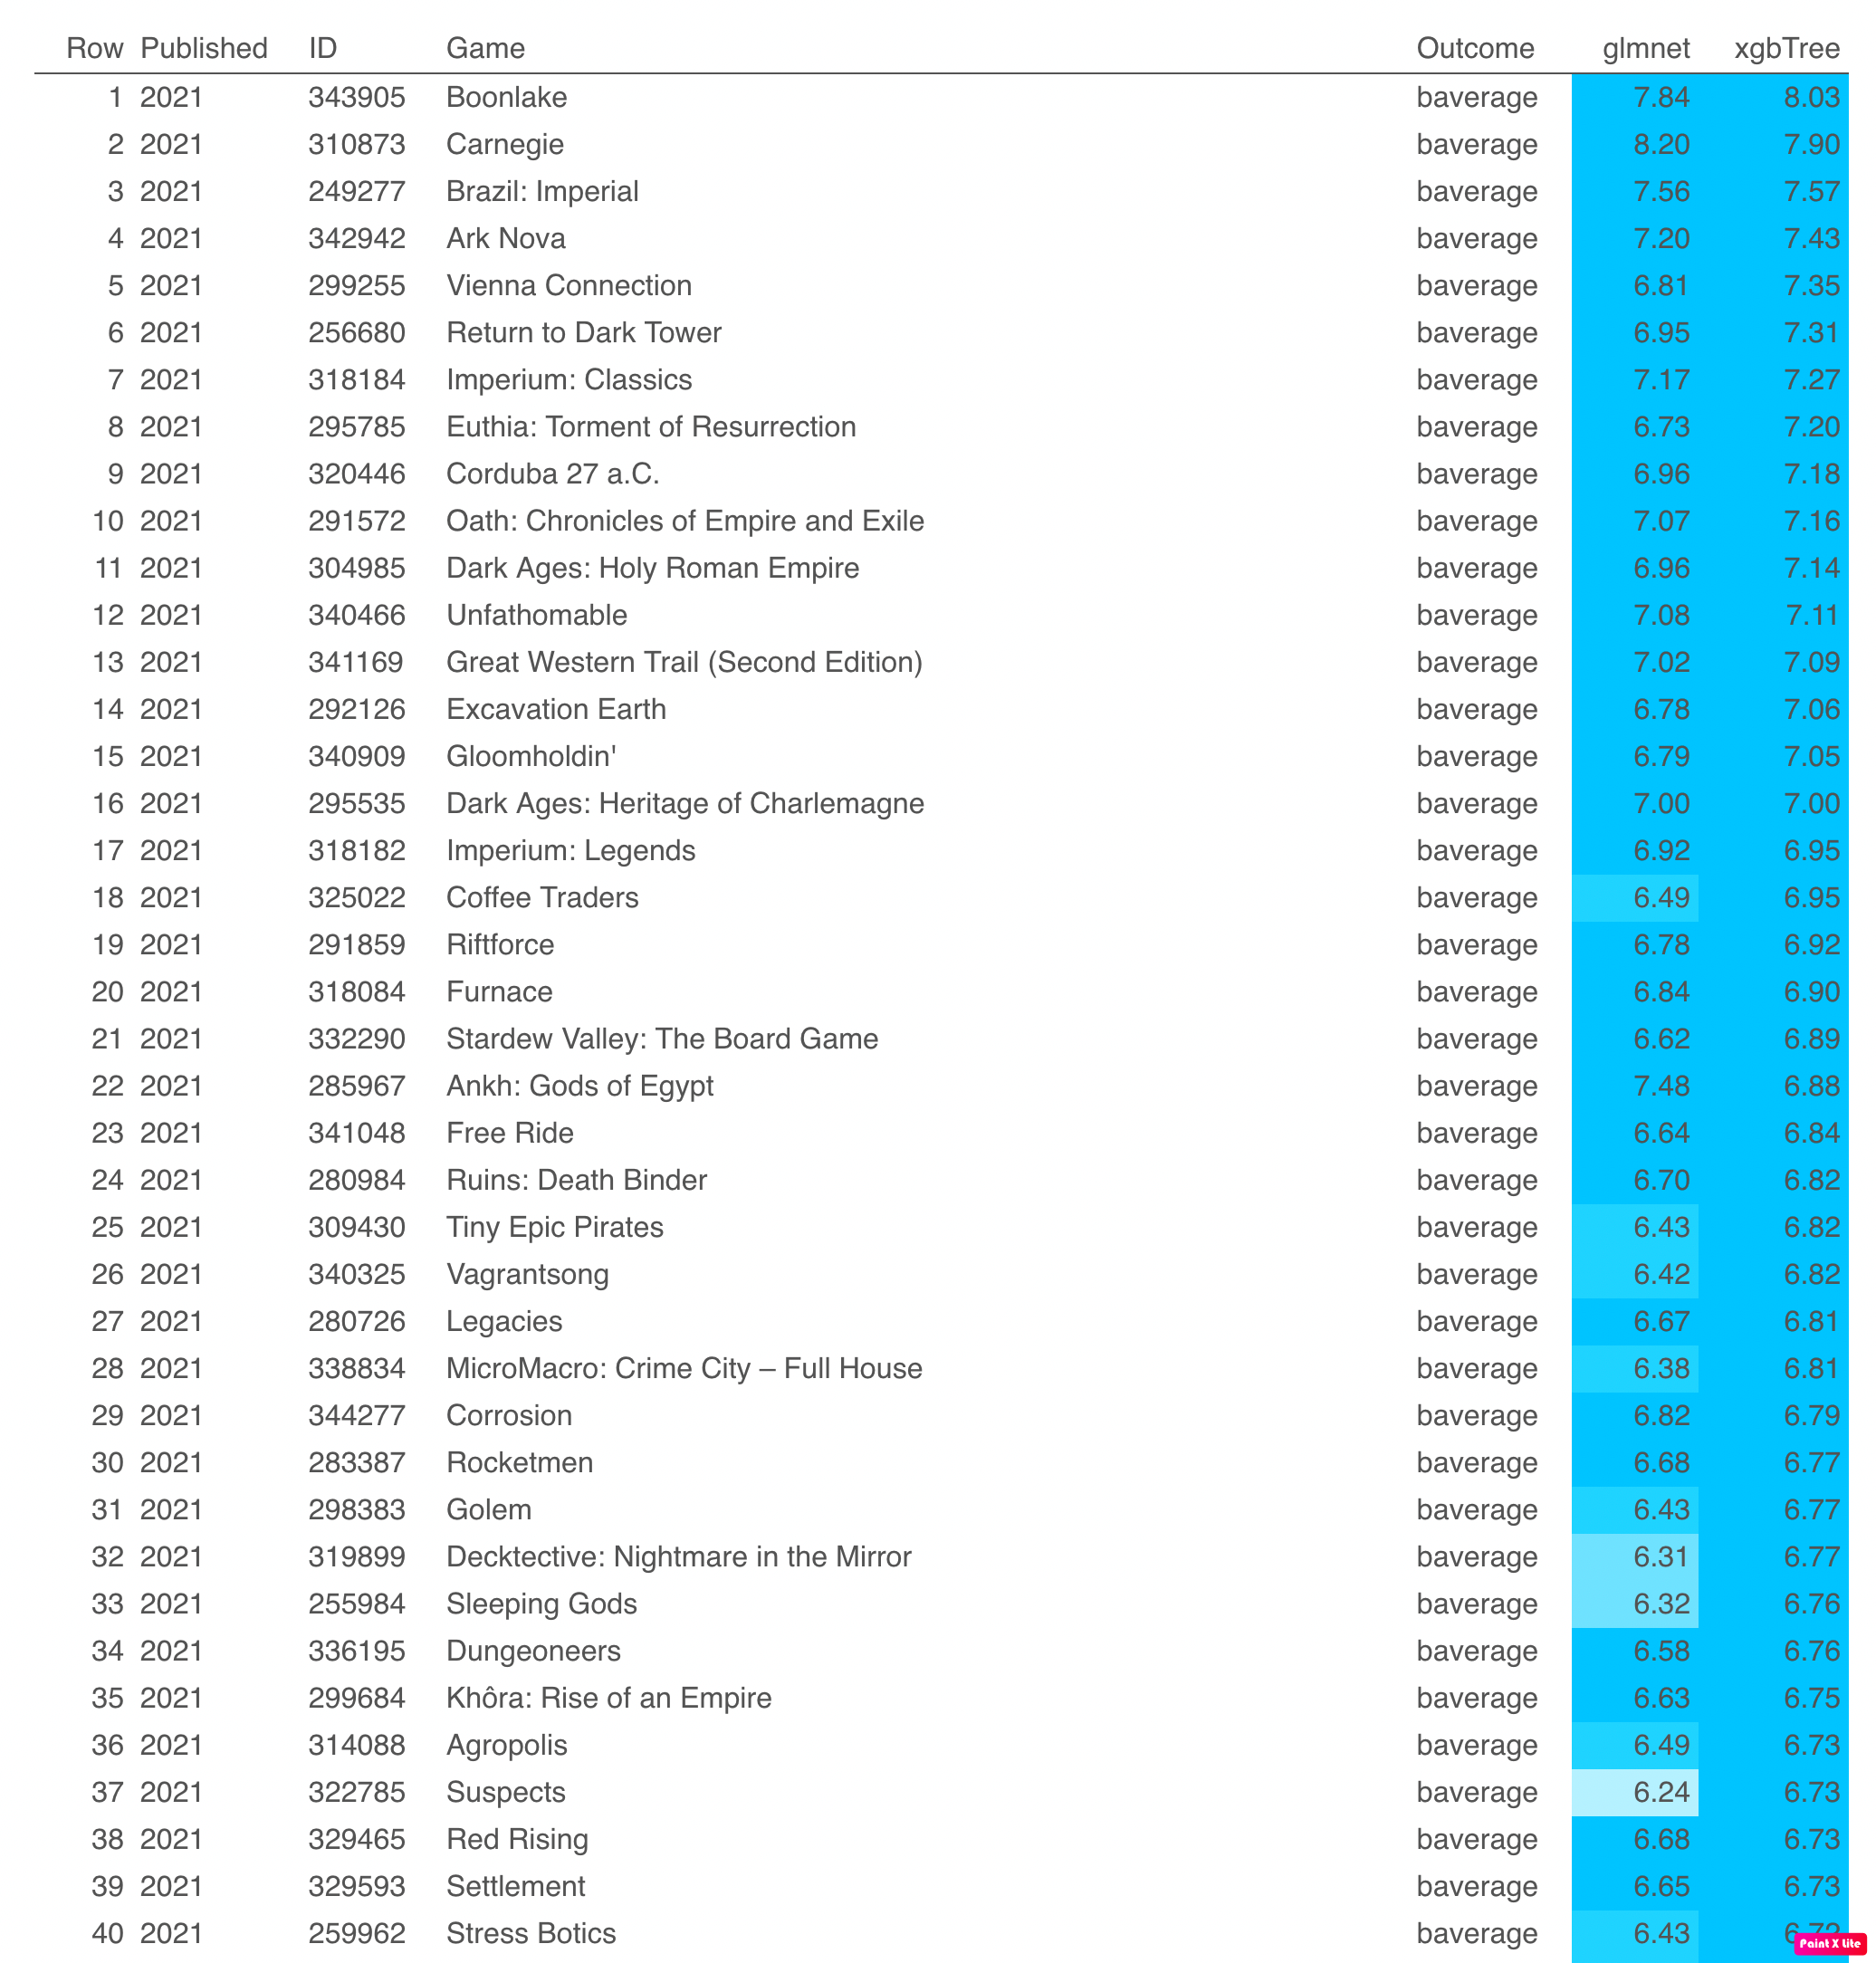 Row Published ID Game Outcome glmnet xgbTree
1 2021 343905 Boonlake baverage 7.84 8.03
2 2021 310873 Carnegie baverage 8.20 7.90
3 2021 249277 Brazil: Imperial baverage 7.56 7.57
4 2021 342942 Ark Nova baverage 7.20 7.43
5 2021 299255 Vienna Connection baverage 6.81 7.35
6 2021 256680 Return to Dark Tower baverage 6.95 7.31
7 2021 318184 Imperium: Classics baverage 7.17 7.27
8 2021 295785 Euthia: Torment of Resurrection baverage 6.73 7.20
9 2021 320446 Corduba 27 a.C. baverage 6.96 7.18
10 2021 291572 Oath: Chronicles of Empire and Exile baverage 7.07 7.16
11 2021 304985 Dark Ages: Holy Roman Empire baverage 6.96 7.14
12 2021 340466 Unfathomable baverage 7.08 7.11
13 2021 341169 Great Western Trail (Second Edition) baverage 7.02 7.09
14 2021 292126 Excavation Earth baverage 6.78 7.06
15 2021 340909 Gloomholdin' baverage 6.79 7.05
16 2021 295535 Dark Ages: Heritage of Charlemagne baverage 7.00 7.00
17 2021 318182 Imperium: Legends baverage 6.92 6.95
18 2021 325022 Coffee Traders baverage 6.49 6.95
19 2021 291859 Riftforce baverage 6.78 6.92
20 2021 318084 Furnace baverage 6.84 6.90
21 2021 332290 Stardew Valley: The Board Game baverage 6.62 6.89
22 2021 285967 Ankh: Gods of Egypt baverage 7.48 6.88
23 2021 341048 Free Ride baverage 6.64 6.84
24 2021 280984 Ruins: Death Binder baverage 6.70 6.82
25 2021 309430 Tiny Epic Pirates baverage 6.43 6.82
26 2021 340325 Vagrantsong baverage 6.42 6.82
27 2021 280726 Legacies baverage 6.67 6.81
28 2021 338834 MicroMacro: Crime City – Full House baverage 6.38 6.81
29 2021 344277 Corrosion baverage 6.82 6.79
30 2021 283387 Rocketmen baverage 6.68 6.77
31 2021 298383 Golem baverage 6.43 6.77
32 2021 319899 Decktective: Nightmare in the Mirror baverage 6.31 6.77
33 2021 255984 Sleeping Gods baverage 6.32 6.76
34 2021 336195 Dungeoneers baverage 6.58 6.76
35 2021 299684 Khôra: Rise of an Empire baverage 6.63 6.75
36 2021 314088 Agropolis baverage 6.49 6.73
37 2021 322785 Suspects baverage 6.24 6.73
38 2021 329465 Red Rising baverage 6.68 6.73
39 2021 329593 Settlement baverage 6.65 6.73
40 2021 259962 Stress Botics baverage 6.43
Paint X Lite